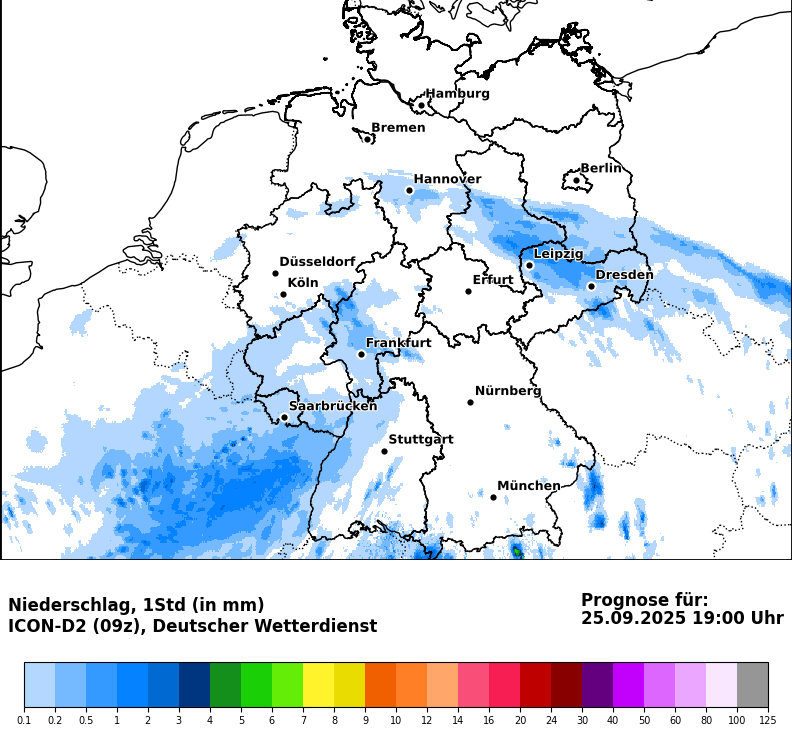 Hamburg
Bremen
Berlin
Hannover
Leipzig
Düsseldorf
Dresden
Köln
Erfurt
Frankfurt
Nürnberg
Saarbrücken
Stuttgart
München
Niederschlag, 1Std (in mm)
ICON-D2 (09z), Deutscher Wetterdienst
Prognose für:
25.09.2025 19:00 Uhr
0.1 0.2 0.5 1 2 3 4 5 6 7 8 9 10 12 14 16 20 24 30 40 50 60 80 100 125